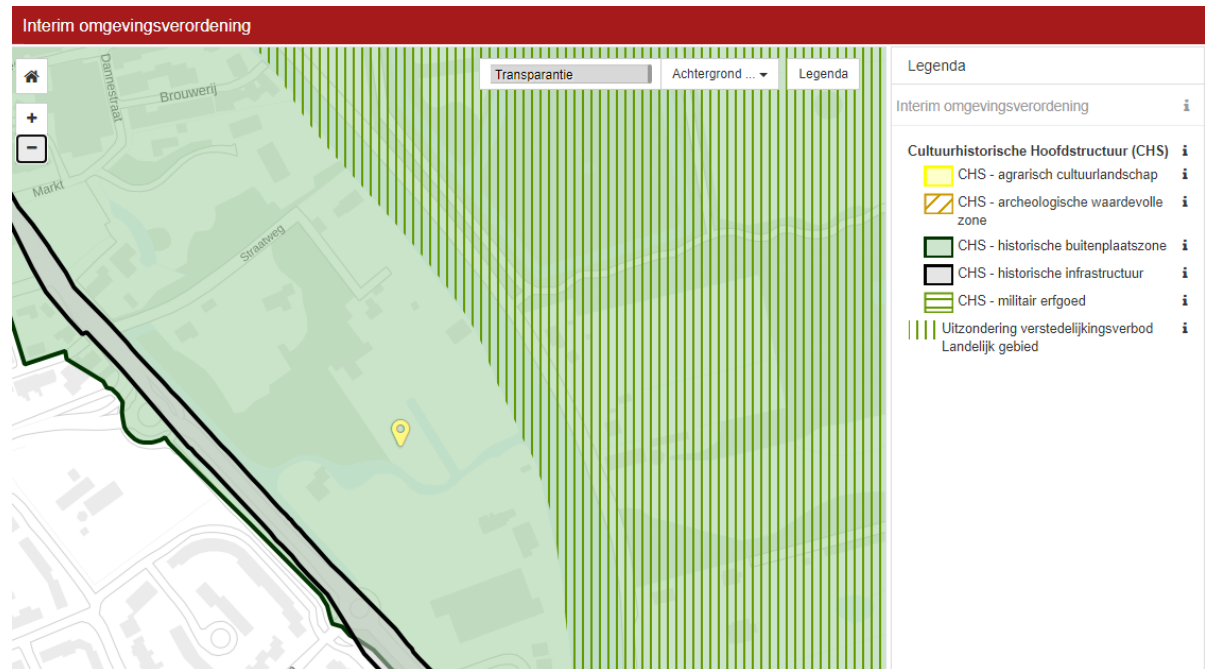 Interim omgevingsverordening
Transparantie
Achtergrond ...
Legenda
+
−
Dannestraat
Brouwerij
Markt
Straatweg
Legenda
Interim omgevingsverordening
Cultuurhistorische Hoofdstructuur (CHS)
CHS - agrarisch cultuurlandschap
CHS - archeologische waardevolle
zone
CHS - historische buitenplaatszone
CHS - historische infrastructuur
CHS - militair erfgoed
Uitzondering verstedelijkingsverbod
Landelijk gebied